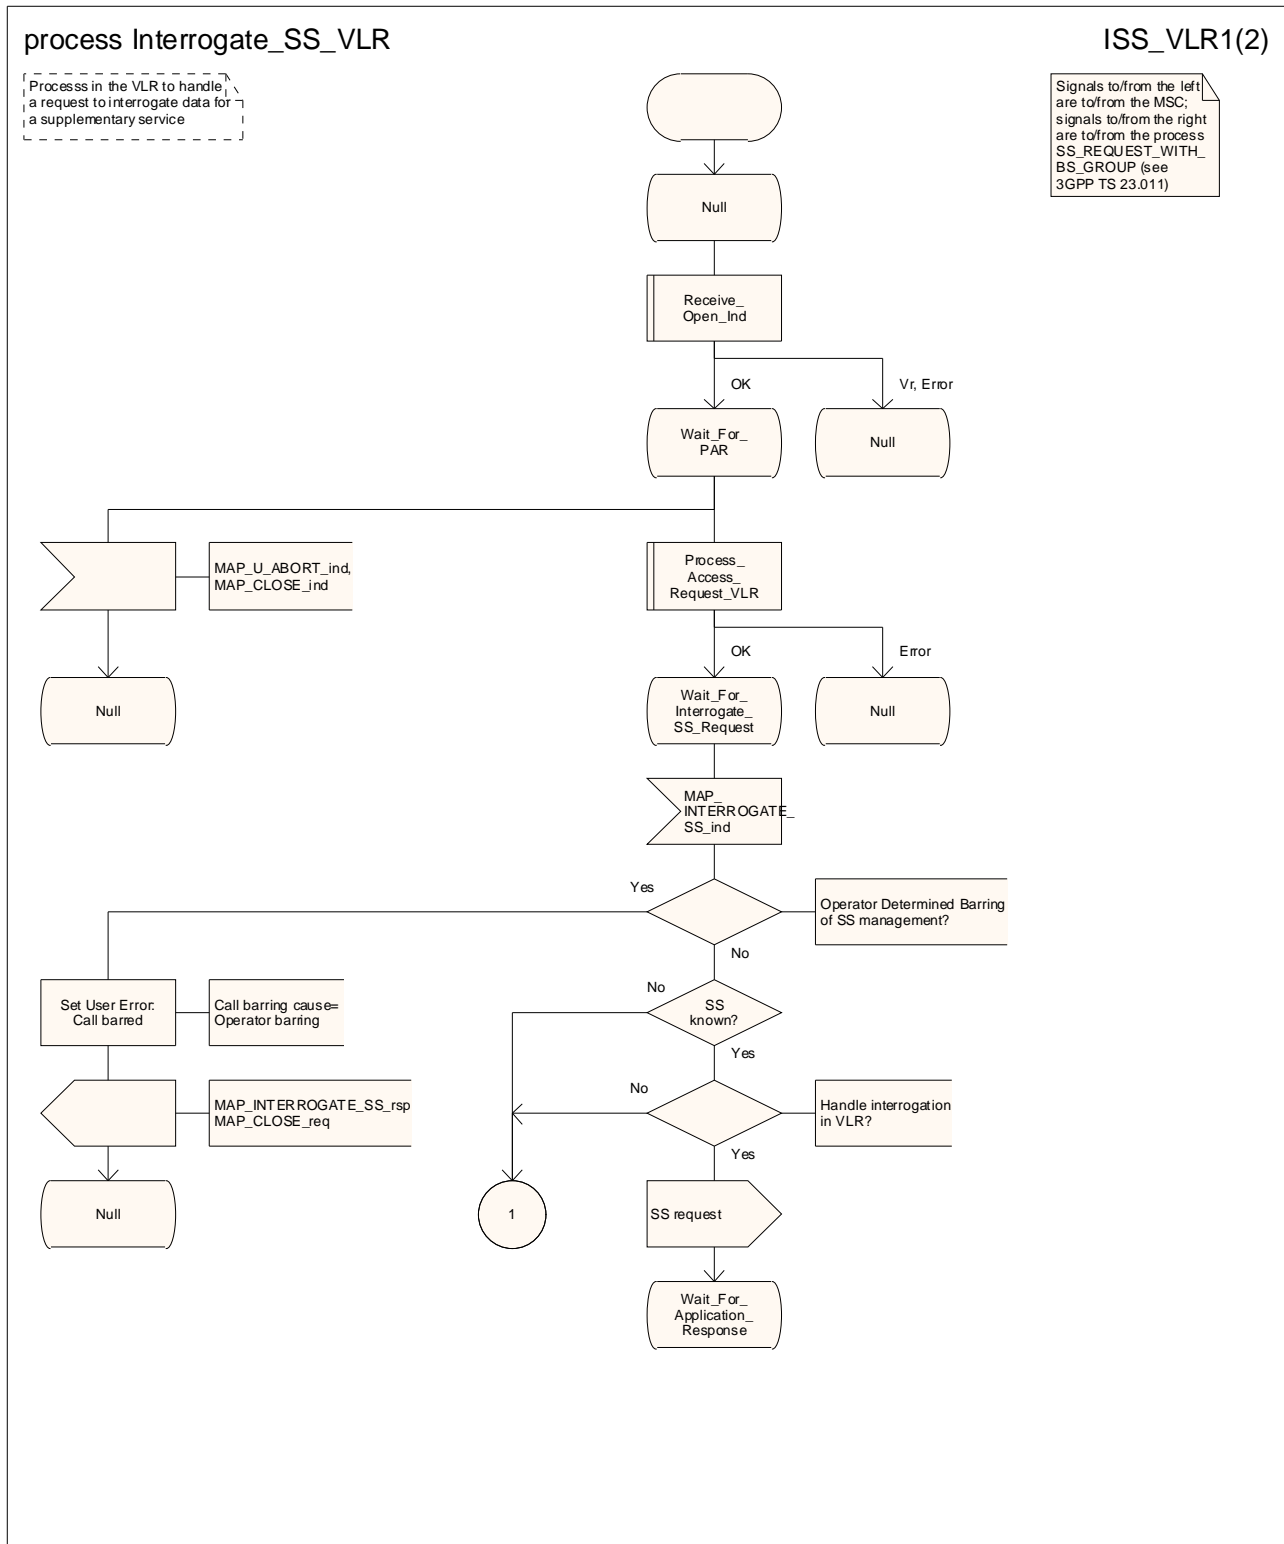 process Interrogate_SS_VLR
ISS_VLR1(2)
Processs in the VLR to handle
a request to interrogate data for
a supplementary service
Signals to/from the left
are to/from the MSC;
signals to/from the right
are to/from the process
SS_REQUEST_WITH_
BS_GROUP (see
3GPP TS 23.011)
Null
Receive_
Open_Ind
OK
Vr, Error
Wait_For_
PAR
Null
MAP_U_ABORT_ind,
MAP_CLOSE_ind
Process_
Access_
Request_VLR
OK
Error
Null
Wait_For_
Interrogate_
SS_Request
Null
MAP_
INTERROGATE_
SS_ind
Yes
Operator Determined Barring
of SS management?
No
Set User Error:
Call barred
Call barring cause=
Operator barring
No
SS
known?
Yes
MAP_INTERROGATE_SS_rsp
MAP_CLOSE_req
No
Handle interrogation
in VLR?
Yes
Null
1
SS request
Wait_For_
Application_
Response